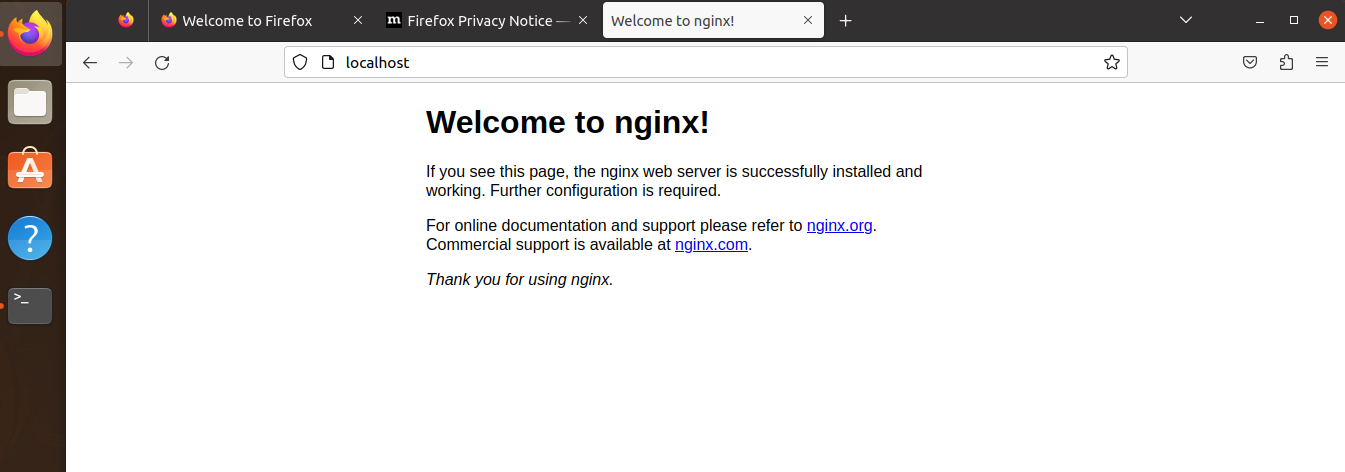 Welcome to Firefox
m Firefox Privacy Notice —
Welcome to nginx!
localhost
Welcome to nginx!
If you see this page, the nginx web server is successfully installed and
working. Further configuration is required.
For online documentation and support please refer to nginx.org.
Commercial support is available at nginx.com.
Thank you for using nginx.
A
?
>_